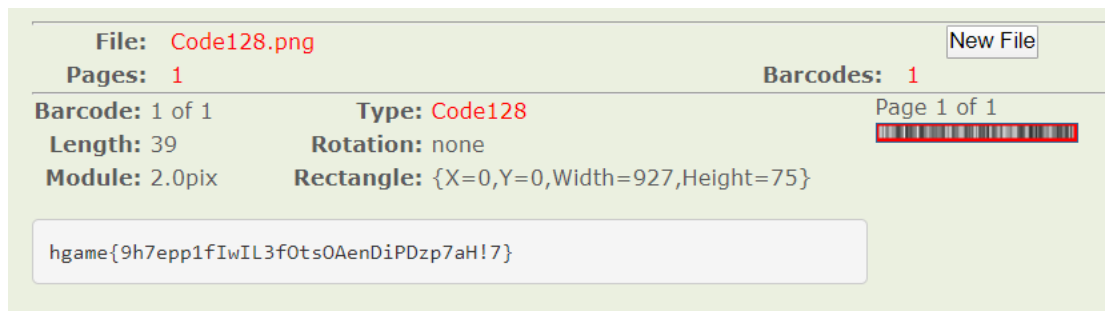 File: Code128.png New File
Pages: 1 Barcodes: 1
Barcode: 1 of 1 Type: Code128 Page 1 of 1
Length: 39 Rotation: none
Module: 2.0pix Rectangle: {X=0,Y=0,Width=927,Height=75}
hgame{9h7epp1fIwIL3fOtsOAenDiPDzp7aH!7}